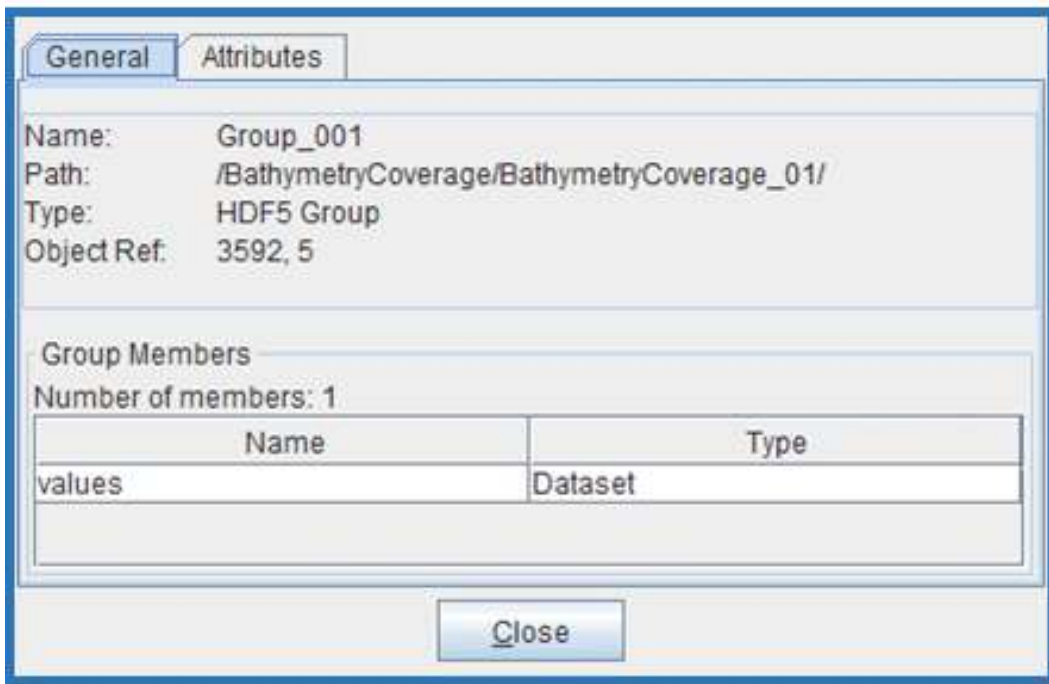 General Attributes
Name: Group_001
Path: /BathymetryCoverage/BathymetryCoverage_01/
Type: HDF5 Group
Object Ref: 3592, 5
Group Members
Number of members: 1
Name Type
values Dataset
Close